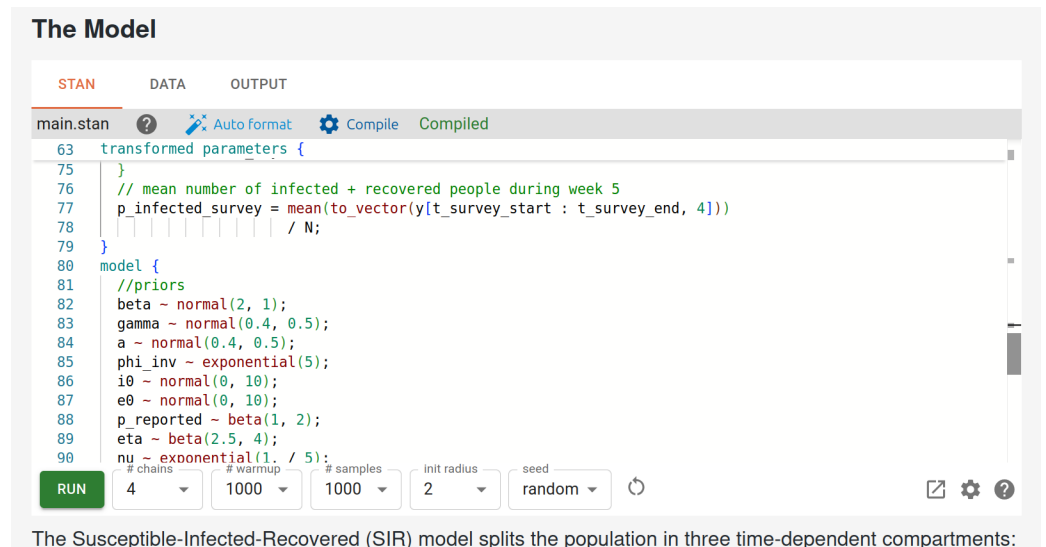 The Model
STAN DATA OUTPUT
main.stan ? Auto format Compile Compiled
63 transformed parameters {
75 }
76 // mean number of infected + recovered people during week 5
77 p_infected_survey = mean(to_vector(y[t_survey_start : t_survey_end, 4]))
78 / N;
79 }
80 model {
81 //priors
82 beta ~ normal(2, 1);
83 gamma ~ normal(0.4, 0.5);
84 a ~ normal(0.4, 0.5);
85 phi_inv ~ exponential(5);
86 i0 ~ normal(0, 10);
87 e0 ~ normal(0, 10);
88 p_reported ~ beta(1, 2);
89 eta ~ beta(2.5, 4);
90 nu ~ exponential(1. / 5);
# chains # warmup # samples init radius seed
RUN 4 1000 1000 2 random ?
The Susceptible-Infected-Recovered (SIR) model splits the population in three time-dependent compartments: